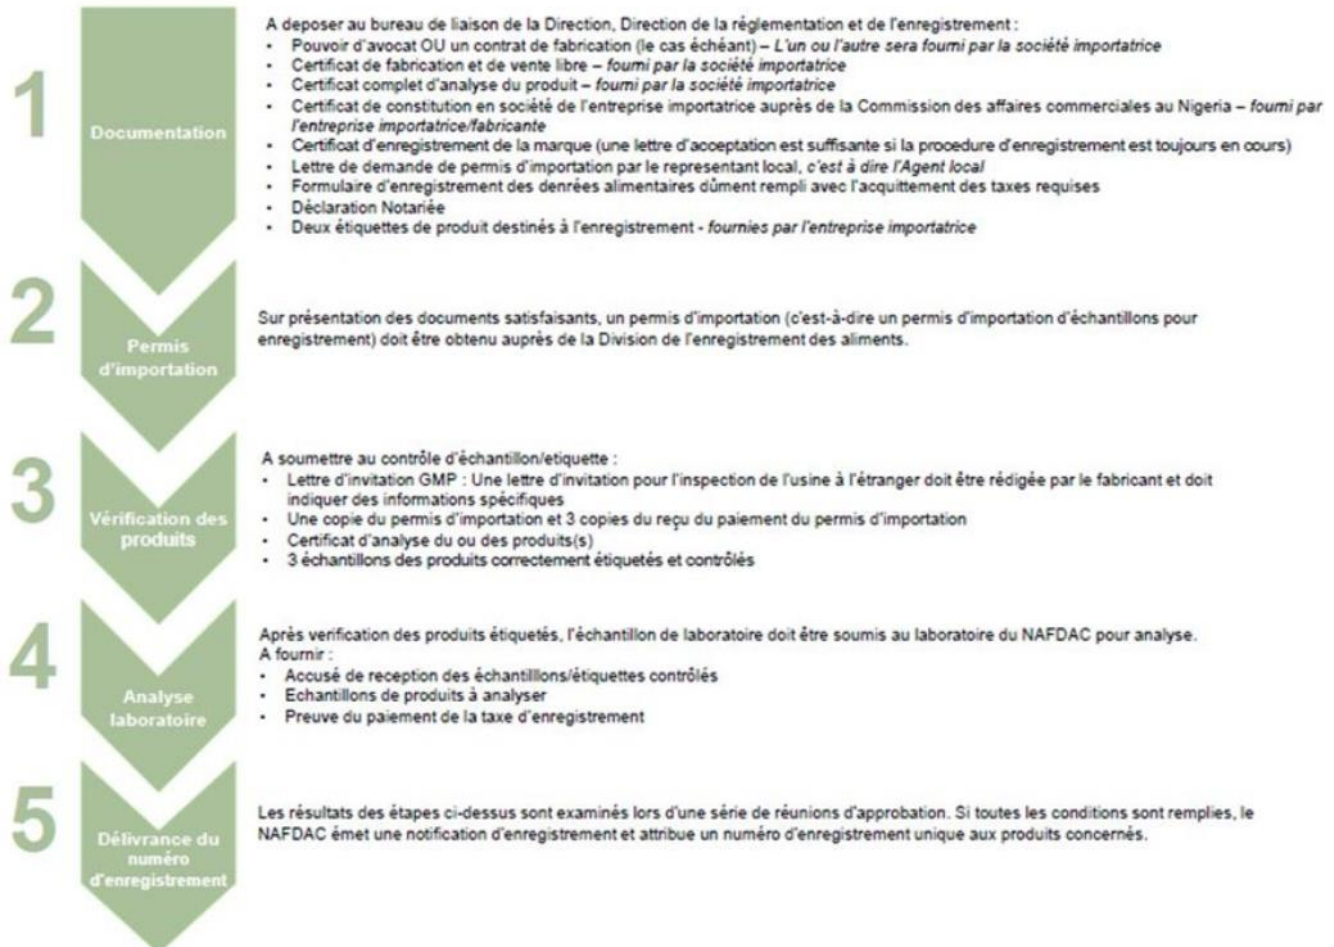 1
Documentation
A deposer au bureau de liaison de la Direction, Direction de la réglementation et de l'enregistrement :
• Pouvoir d'avocat OU un contrat de fabrication (le cas échéant) – L'un ou l'autre sera fourni par la société importatrice
• Certificat de fabrication et de vente libre – fourni par la société importatrice
• Certificat complet d'analyse du produit – fourni par la société importatrice
• Certificat de constitution en société de l'entreprise importatrice auprès de la Commission des affaires commerciales au Nigeria – fourni par
l'entreprise importatrice/fabricante
• Certificat d'enregistrement de la marque (une lettre d'acceptation est suffisante si la procedure d'enregistrement est toujours en cours)
• Lettre de demande de permis d'importation par le representant local, c'est à dire l'Agent local
• Formulaire d'enregistrement des denrées alimentaires dûment rempli avec l'acquittement des taxes requises
• Déclaration Notariée
• Deux étiquettes de produit destinés à l'enregistrement - fournies par l'entreprise importatrice
2
Permis
d'importation
Sur présentation des documents satisfaisants, un permis d'importation (c'est-à-dire un permis d'importation d'échantillons pour
enregistrement) doit être obtenu auprès de la Division de l'enregistrement des aliments.
3
Vérification des
produits
A soumettre au contrôle d'échantillon/etiquette :
• Lettre d'invitation GMP : Une lettre d'invitation pour l'inspection de l'usine à l'étranger doit être rédigée par le fabricant et doit
indiquer des informations spécifiques
• Une copie du permis d'importation et 3 copies du reçu du paiement du permis d'importation
• Certificat d'analyse du ou des produits(s)
• 3 échantillons des produits correctement étiquetés et contrôlés
4
Analyse
laboratoire
Après verification des produits étiquetés, l'échantillon de laboratoire doit être soumis au laboratoire du NAFDAC pour analyse.
A fournir :
• Accusé de reception des échantilllons/étiquettes contrôlés
• Echantillons de produits à analyser
• Preuve du paiement de la taxe d'enregistrement
5
Délivrance du
numéro
d'enregistrement
Les résultats des étapes ci-dessus sont examinés lors d'une série de réunions d'approbation. Si toutes les conditions sont remplies, le
NAFDAC émet une notification d'enregistrement et attribue un numéro d'enregistrement unique aux produits concernés.